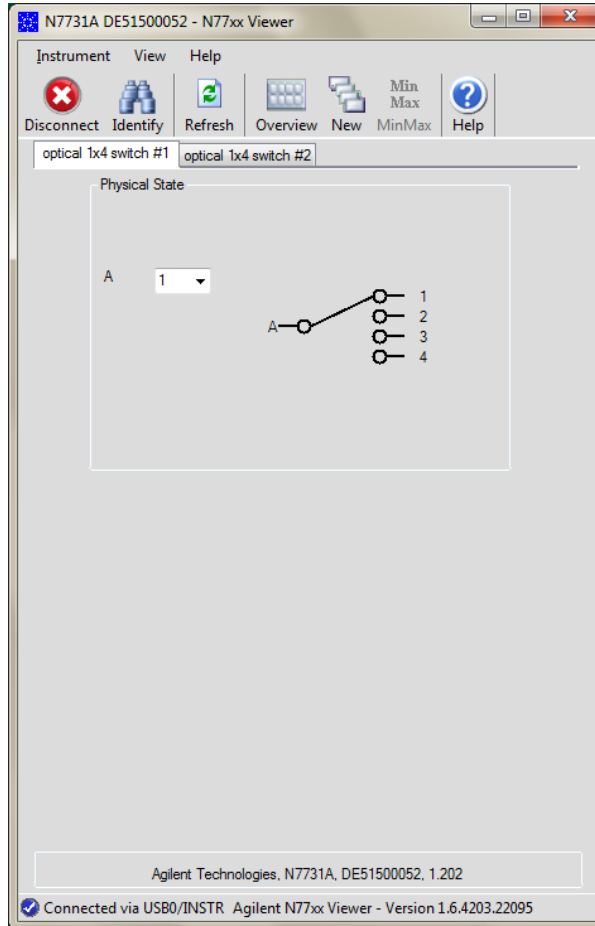 N7731A DE51500052 - N77xx Viewer
Instrument View Help
Min
Max
Disconnect Identify Refresh Overview New MinMax Help
optical 1x4 switch #1 optical 1x4 switch #2
Physical State
A 1
1
A 2
3
4
Agilent Technologies, N7731A, DE51500052, 1.202
Connected via USB0/INSTR Agilent N77xx Viewer - Version 1.6.4203.22095